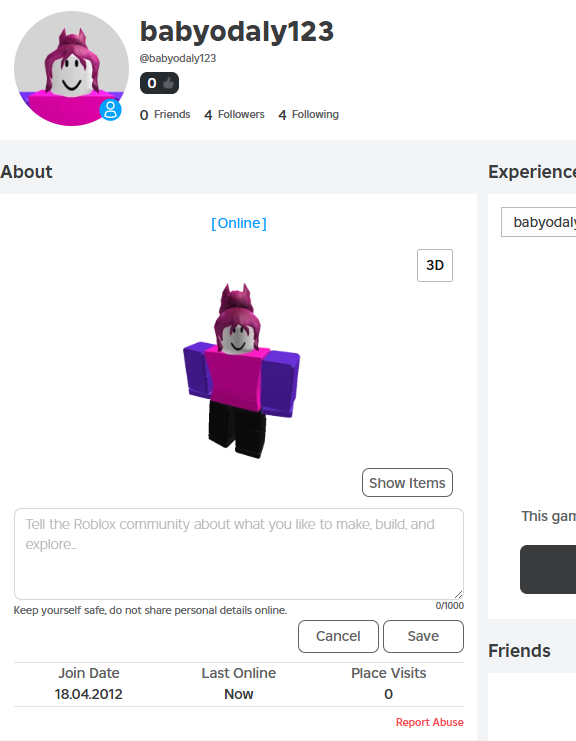 babyodaly123
@babyodaly123
0
0 Friends 4 Followers 4 Following
About
Experience
[Online]
babyodaly
3D
Show Items
This gam
Tell the Roblox community about what you like to make, build, and
explore...
Keep yourself safe, do not share personal details online.
0/1000
Cancel
Save
Friends
Join Date
Last Online
Place Visits
18.04.2012
Now
0
Report Abuse